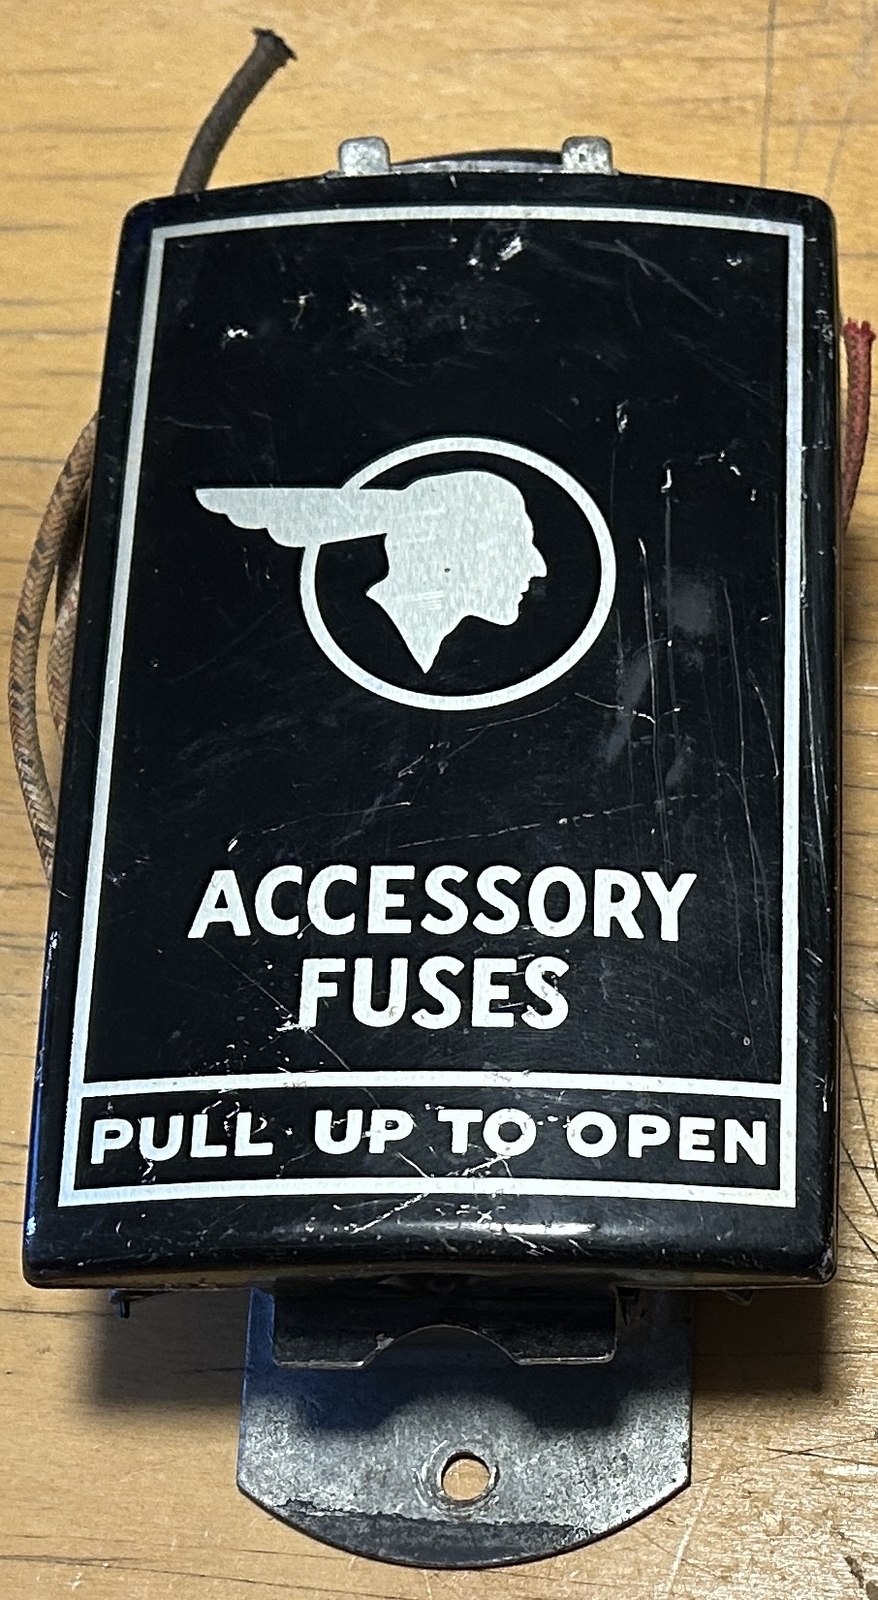 ACCESSORY
FUSES
PULL UP TO OPEN